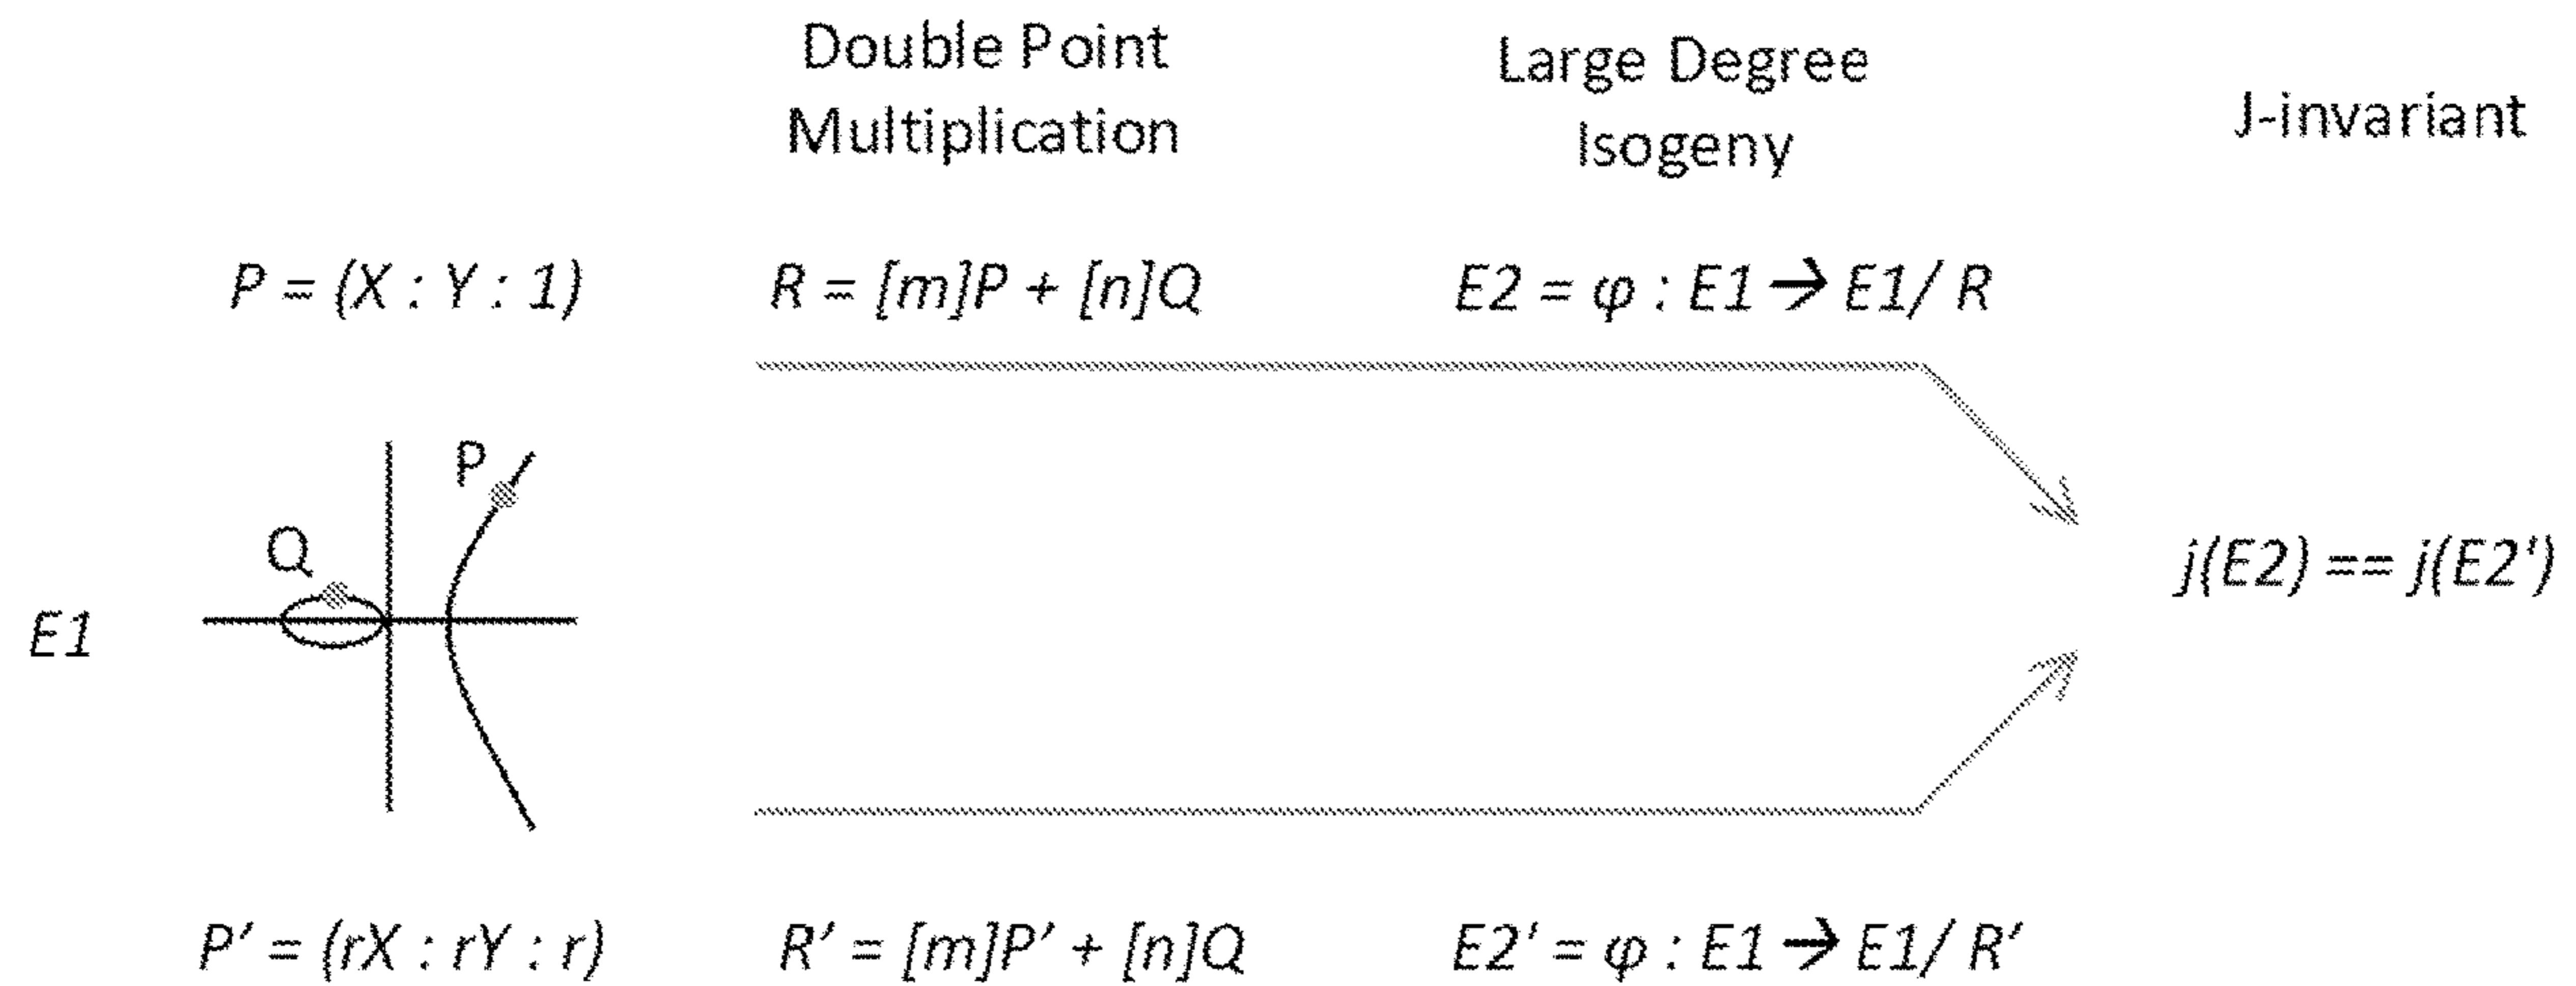 Double Point
Multiplication
Large Degree
Isogeny
J-invariant
P = (X : Y : 1)
R = [m]P + [n]Q
E2 = φ : E1 → E1/ R
P
Q
E1
j(E2) == j(E2')
P' = (rX : rY : r)
R' = [m]P' + [n]Q
E2' = φ : E1 → E1/ R'